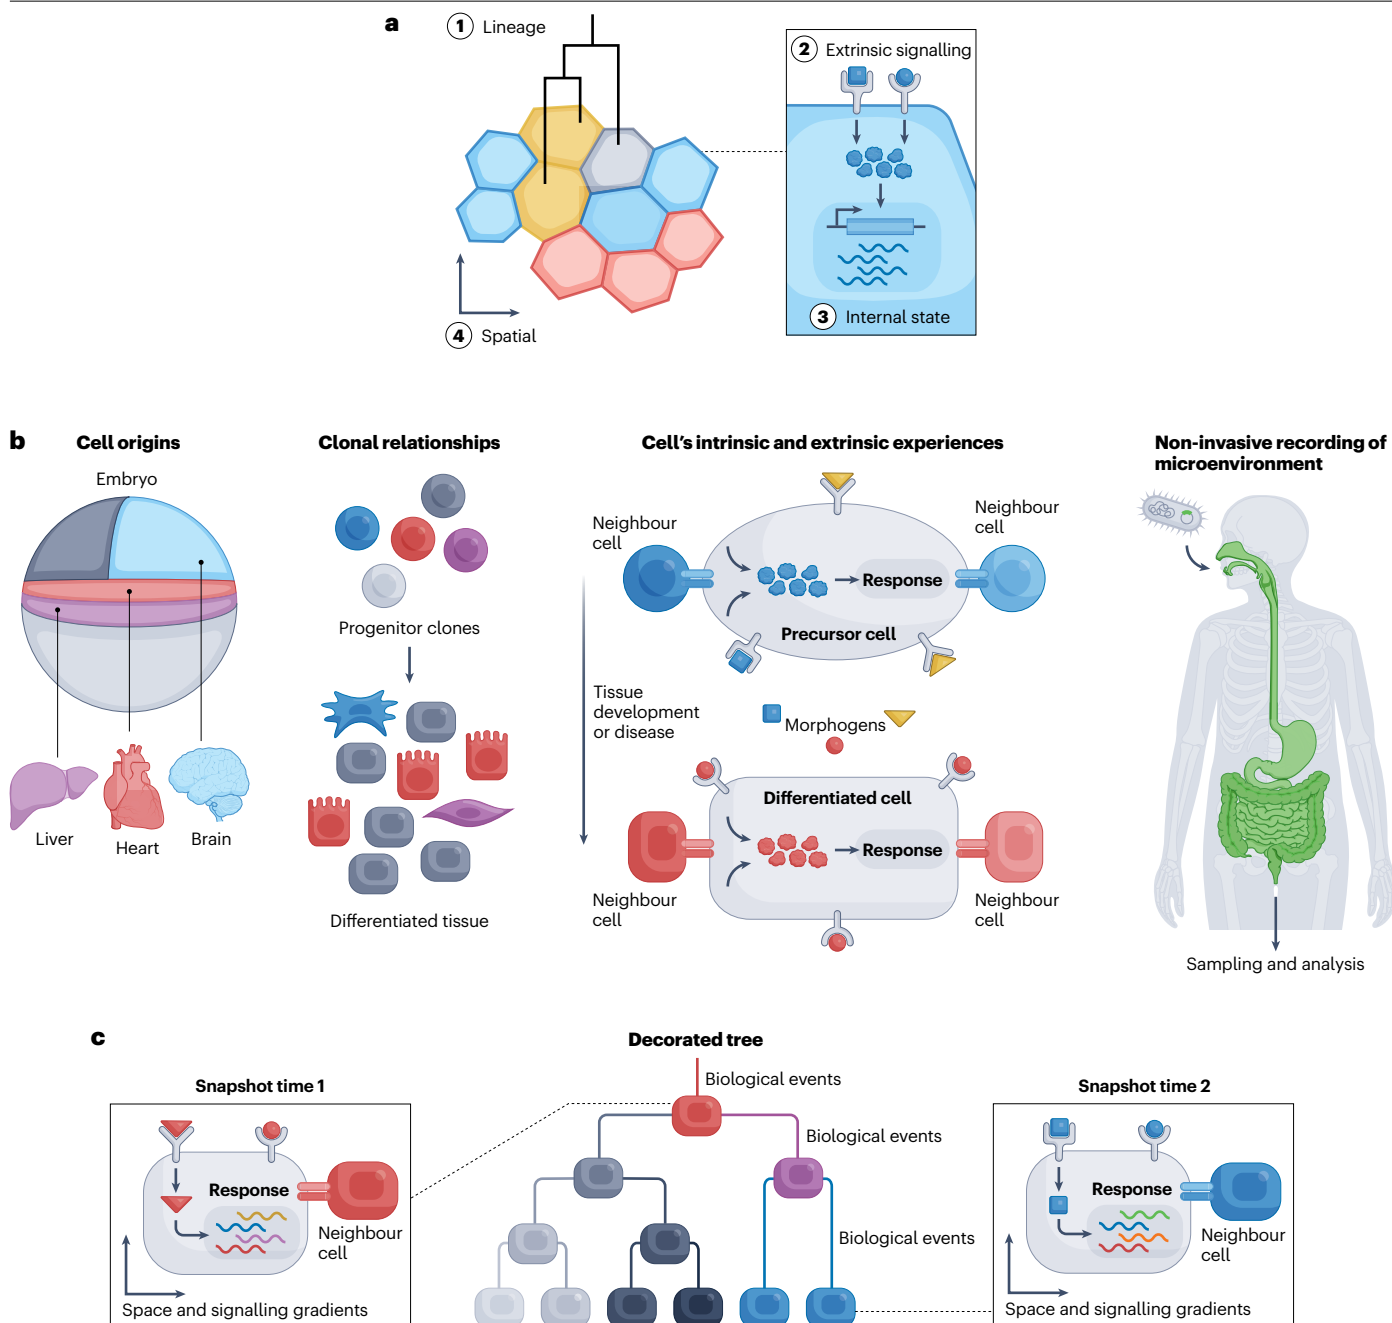 a
1 Lineage
2 Extrinsic signalling
3 Internal state
4 Spatial
b
Cell origins
Embryo
Liver
Heart
Brain
Clonal relationships
Progenitor clones
Differentiated tissue
Cell's intrinsic and extrinsic experiences
Neighbour
cell
Neighbour
cell
Response
Precursor cell
Tissue
development
or disease
Morphogens
Differentiated cell
Response
Neighbour
cell
Neighbour
cell
Non-invasive recording of
microenvironment
Sampling and analysis
c
Decorated tree
Snapshot time 1
Response
Neighbour
cell
Space and signalling gradients
Biological events
Biological events
Biological events
Snapshot time 2
Response
Neighbour
cell
Space and signalling gradients